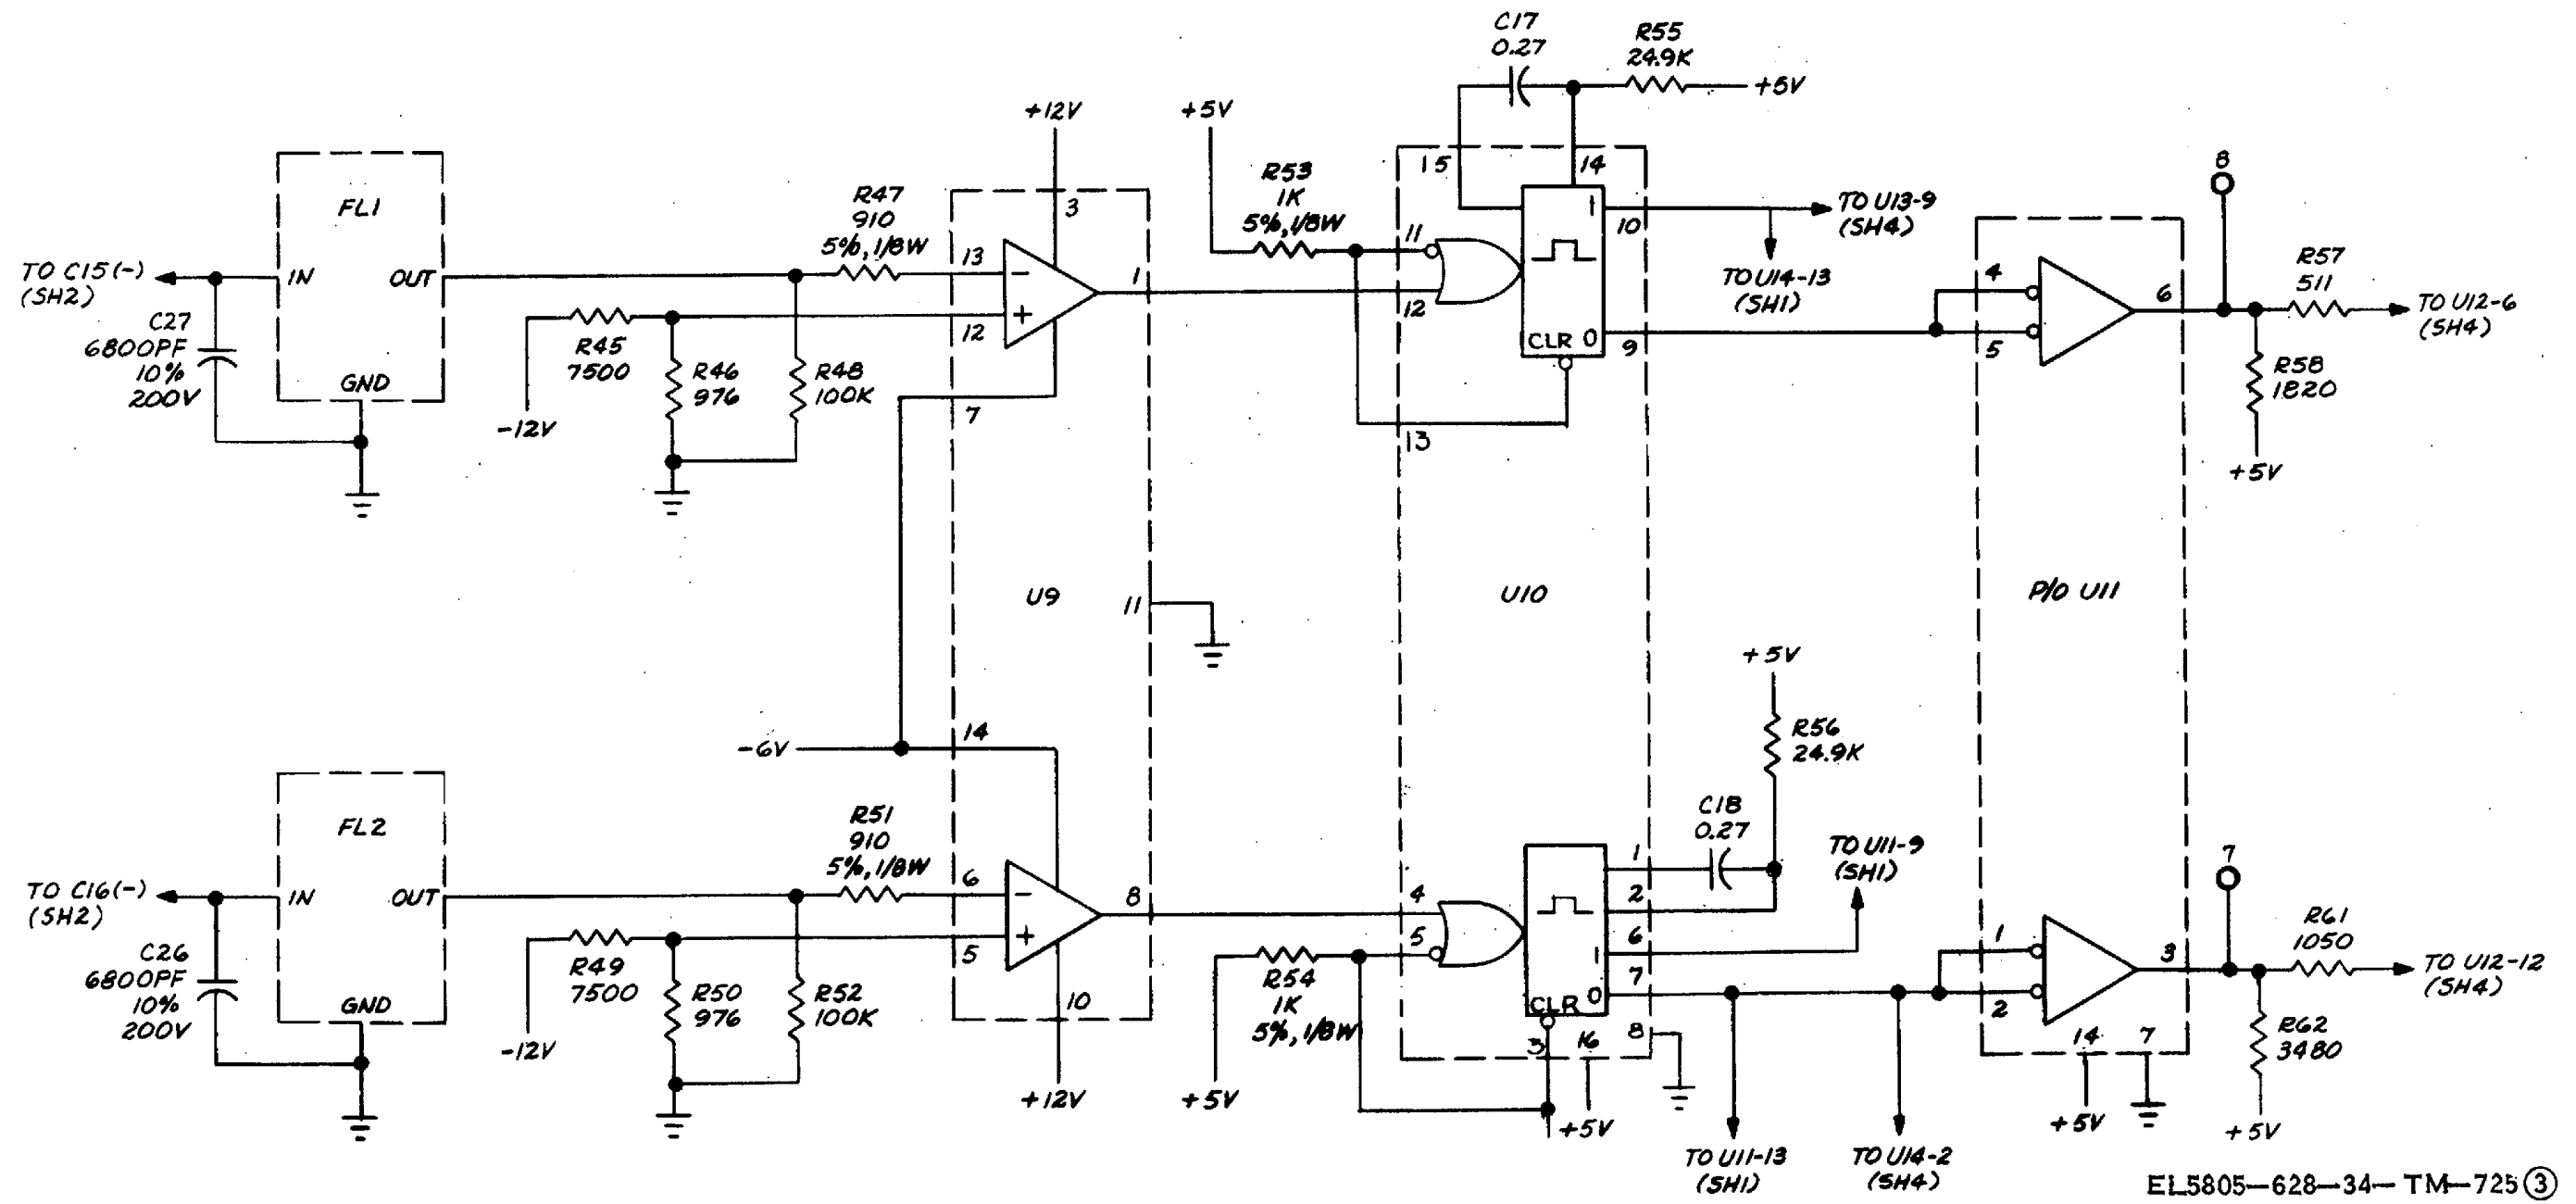 C17
0.27
R55
24.9K
+5V
+12V
+5V
15
14
R53
1K
5%, 1/8W
8
FL1
R47
910
5%, 1/8W
3
1
10
TO U13-9
(SH4)
TO U14-13
(SH1)
11
12
TO C15(-)
(SH2)
IN
OUT
13
-
+
12
1
4
5
6
R57
511
TO U12-6
(SH4)
C27
6800PF
10%
200V
GND
R45
7500
R46
976
R48
100K
-12V
7
CLR 0
9
13
R58
1820
+5V
U9
11
U10
P/O U11
+5V
-6V
14
R56
24.9K
FL2
R51
910
5%, 1/8W
C18
0.27
TO U11-9
(SH1)
7
TO C16(-)
(SH2)
IN
OUT
6
-
+
5
8
4
5
1
2
6
1
7
0
1
2
3
R61
1050
TO U12-12
(SH4)
C26
6800PF
10%
200V
GND
R49
7500
R50
976
R52
100K
-12V
10
+12V
R54
1K
5%, 1/8W
+5V
CLR
3
16
8
+5V
14
7
+5V
R62
3480
+5V
TO U11-13
(SH1)
TO U14-2
(SH4)
EL5805-628-34-TM-725 3